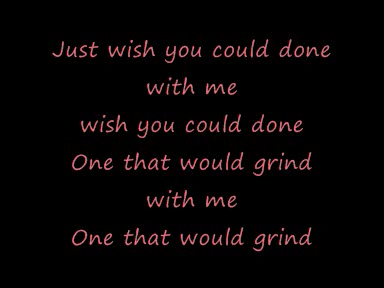 Just wish you could done
with me
wish you could done
One that would grind
with me
One that would grind